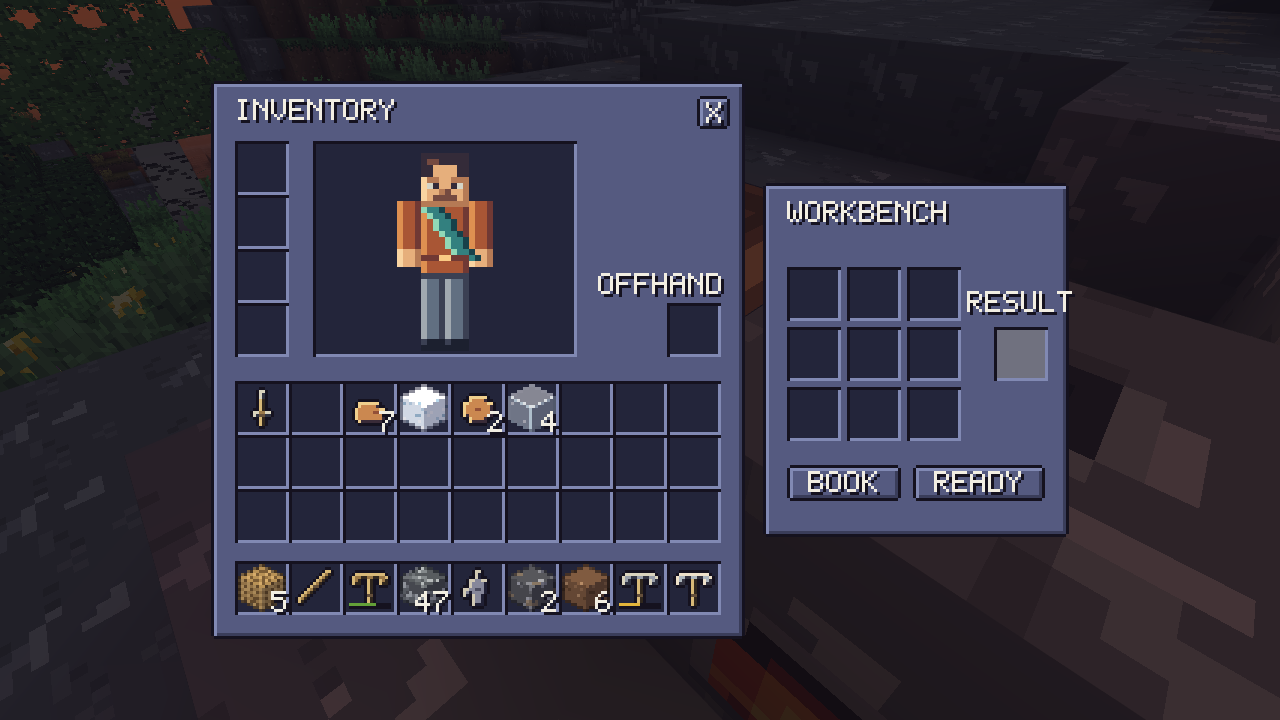 INVENTORY
X
OFFHAND
7
2
4
5
47
2
6
WORKBENCH
RESULT
BOOK
READY